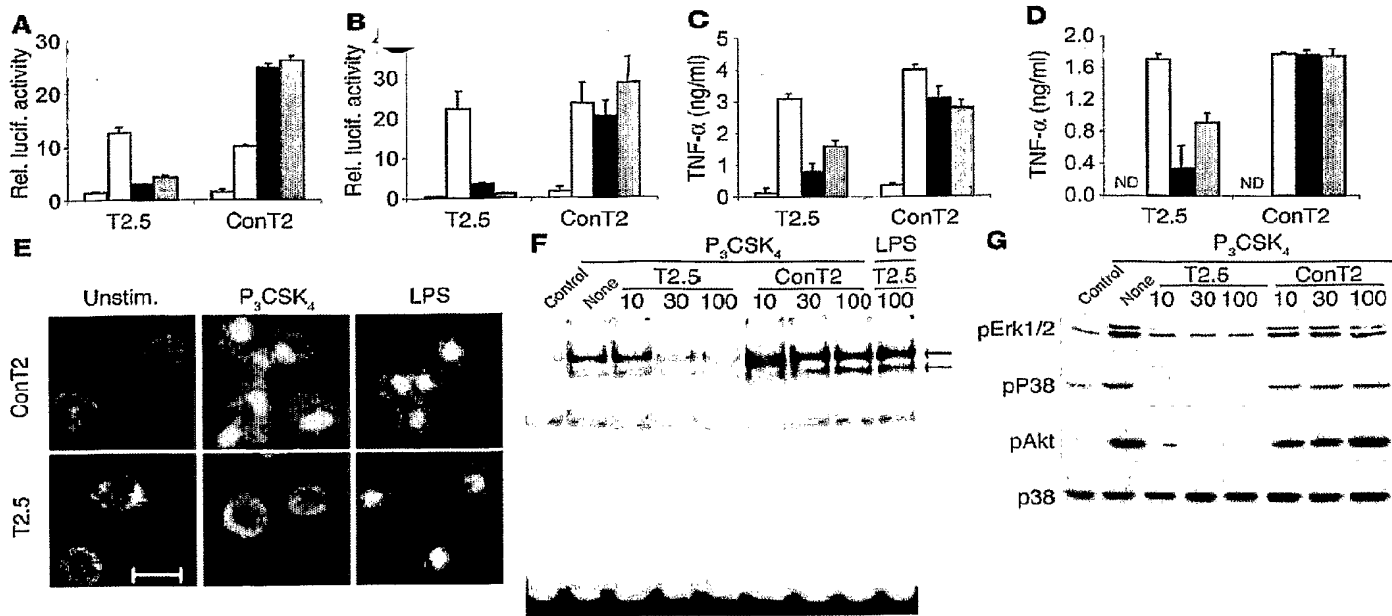 A
Rel. lucif. activity
30
20
10
0
T2.5
ConT2
B
Rel. lucif. activity
30
20
10
0
T2.5
ConT2
C
TNF-α (ng/ml)
5
4
3
2
1
0
T2.5
ConT2
D
TNF-α (ng/ml)
2.0
1.6
1.2
0.8
0.4
0.0
ND
ND
T2.5
ConT2
E
Unstim.
P₃CSK₄
LPS
ConT2
T2.5
F
P₃CSK₄
LPS
Control
None
T2.5
ConT2
T2.5
10 30 100
10 30 100
100
G
P₃CSK₄
Control
None
T2.5
ConT2
10 30 100
10 30 100
pErk1/2
pP38
pAkt
p38